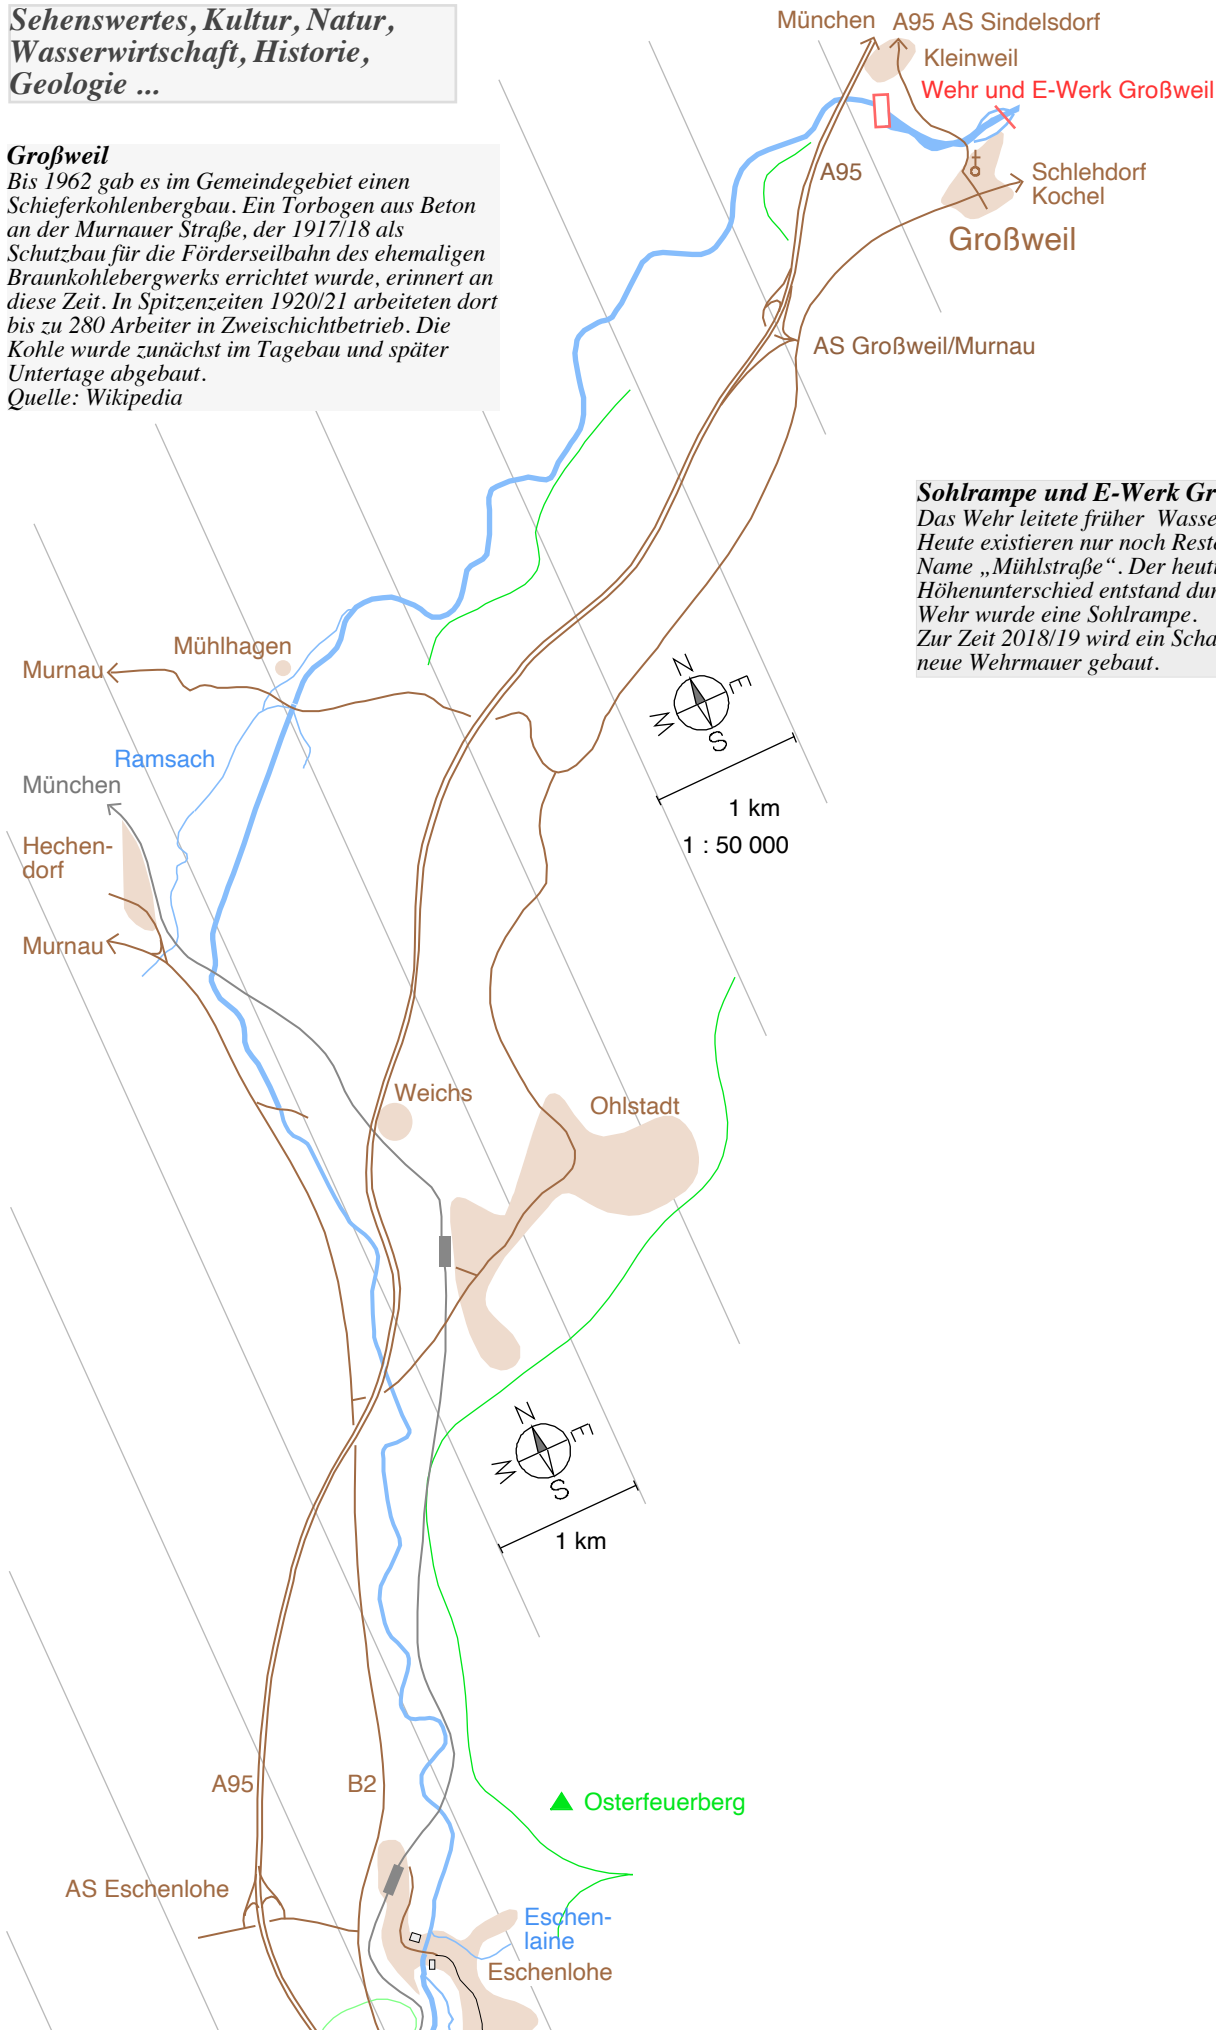 Sehenswertes, Kultur, Natur,
Wasserwirtschaft, Historie,
Geologie ...
Großweil
Bis 1962 gab es im Gemeindegebiet einen
Schieferkohlenbergbau. Ein Torbogen aus Beton
an der Murnauer Straße, der 1917/18 als
Schutzbau für die Förderseilbahn des ehemaligen
Braunkohlebergwerks errichtet wurde, erinnert an
diese Zeit. In Spitzenzeiten 1920/21 arbeiteten dort
bis zu 280 Arbeiter in Zweischichtbetrieb. Die
Kohle wurde zunächst im Tagebau und später
Untertage abgebaut.
Quelle: Wikipedia
München
A95 AS Sindelsdorf
Kleinweil
Wehr und E-Werk Großweil
A95
Schlehdorf
Kochel
Großweil
AS Großweil/Murnau
Sohlrampe und E-Werk
Das Wehr leitete früher
Heute existieren nur noch
Name „Mühlstraße“. Der
Höhenunterschied entstand
Wehr wurde eine Sohlrampe.
Zur Zeit 2018/19 wird ein
neue Wehrmauer gebaut.
Mühlhagen
Murnau
N
E
W
S
1 km
1 : 50 000
Ramsach
München
Hechen-
dorf
Murnau
Weichs
Ohlstadt
N
E
W
S
1 km
A95
B2
Osterfeuerberg
AS Eschenlohe
Eschen-
laine
Eschenlohe